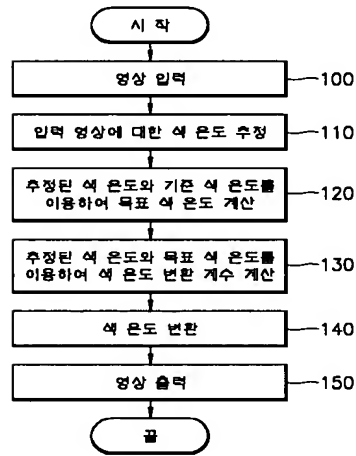 시 작
영상 입력
100
입력 영상에 대한 색 온도 추정
110
추정된 색 온도와 기준 색 온도를
이용하여 목표 색 온도 계산
120
추정된 색 온도와 목표 색 온도를
이용하여 색 온도 변환 계수 계산
130
색 온도 변환
140
영상 출력
150
끝